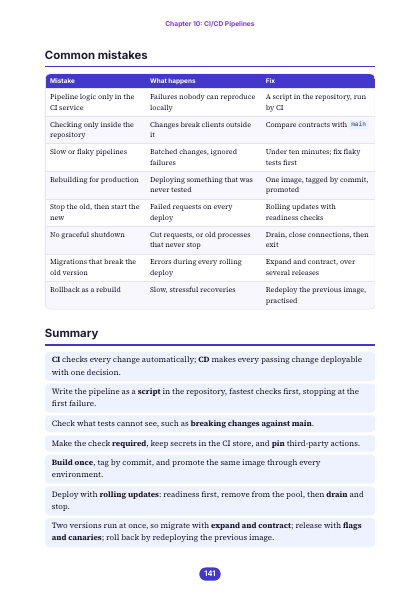 Chapter 10: CI/CD Pipelines
Common mistakes
Mistake What happens Fix
Pipeline logic only in the CI service Failures nobody can reproduce locally A script in the repository, run by CI
Checking only inside the repository Changes break clients outside it Compare contracts with main
Slow or flaky pipelines Batched changes, ignored failures Under ten minutes; fix flaky tests first
Rebuilding for production Deploying something that was never tested One image, tagged by commit, promoted
Stop the old, then start the new Failed requests on every deploy Rolling updates with readiness checks
No graceful shutdown Cut requests, or old processes that never stop Drain, close connections, then exit
Migrations that break the old version Errors during every rolling deploy Expand and contract, over several releases
Rollback as a rebuild Slow, stressful recoveries Redeploy the previous image, practised
Summary
CI checks every change automatically; CD makes every passing change deployable
with one decision.
Write the pipeline as a script in the repository, fastest checks first, stopping at the
first failure.
Check what tests cannot see, such as breaking changes against main.
Make the check required, keep secrets in the CI store, and pin third-party actions.
Build once, tag by commit, and promote the same image through every
environment.
Deploy with rolling updates: readiness first, remove from the pool, then drain and
stop.
Two versions run at once, so migrate with expand and contract; release with flags
and canaries; roll back by redeploying the previous image.
141